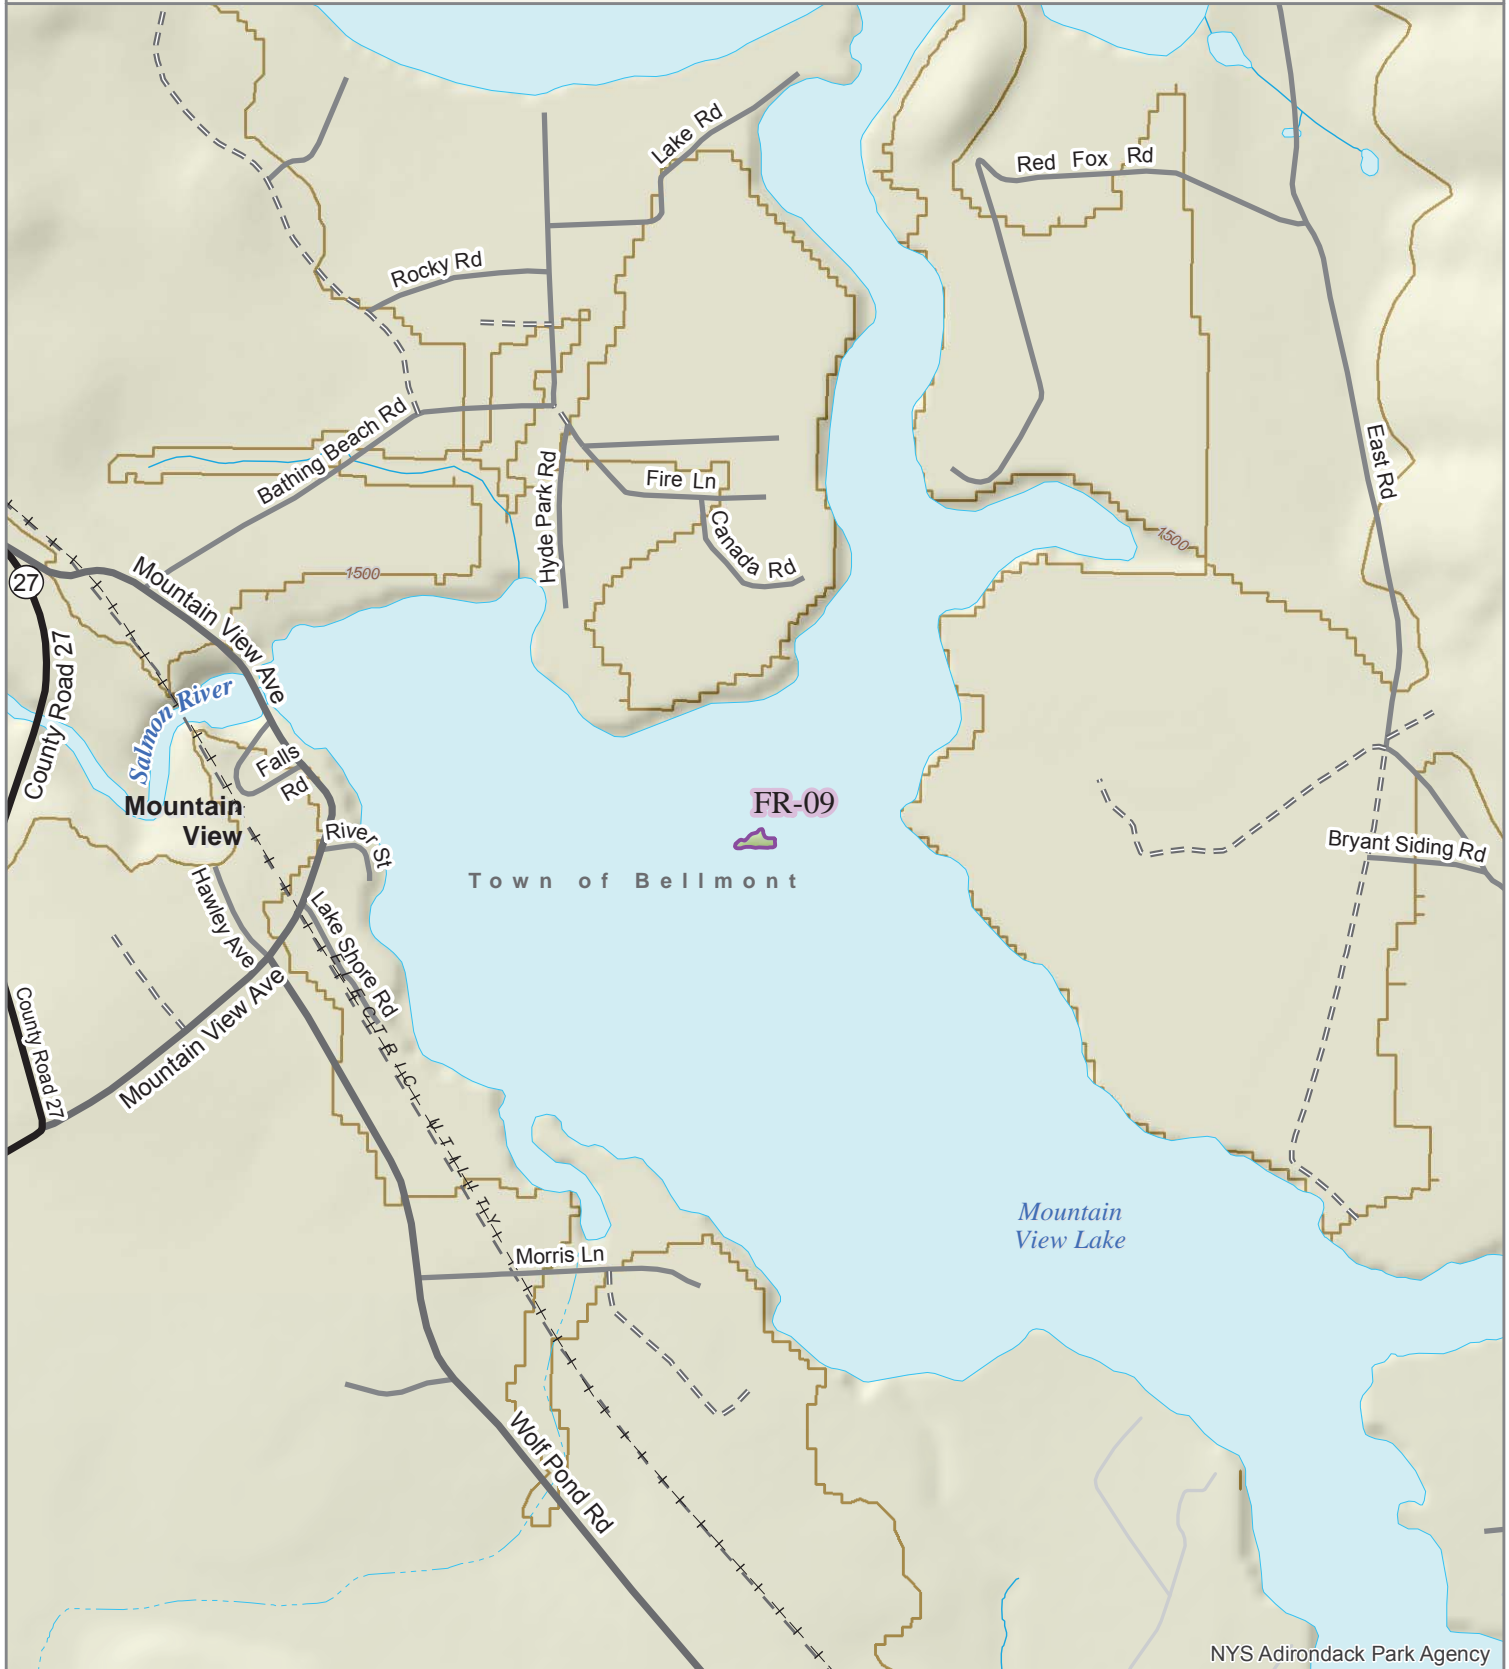 Lake Rd
Red Fox Rd
Rocky Rd
Bathing Beach Rd
East Rd
Hyde Park Rd
Fire Ln
Canada Rd
1500
1500
27
Mountain View Ave
County Road 27
Salmon River
Falls
Rd
FR-09
Mountain
View
River St
Bryant Siding Rd
Town of Bellmont
Hawley Ave
Lake Shore Rd
Mountain View Ave
County Road 27
ELECTRIC UTILITY
Mountain
View Lake
Morris Ln
Wolf Pond Rd
NYS Adirondack Park Agency